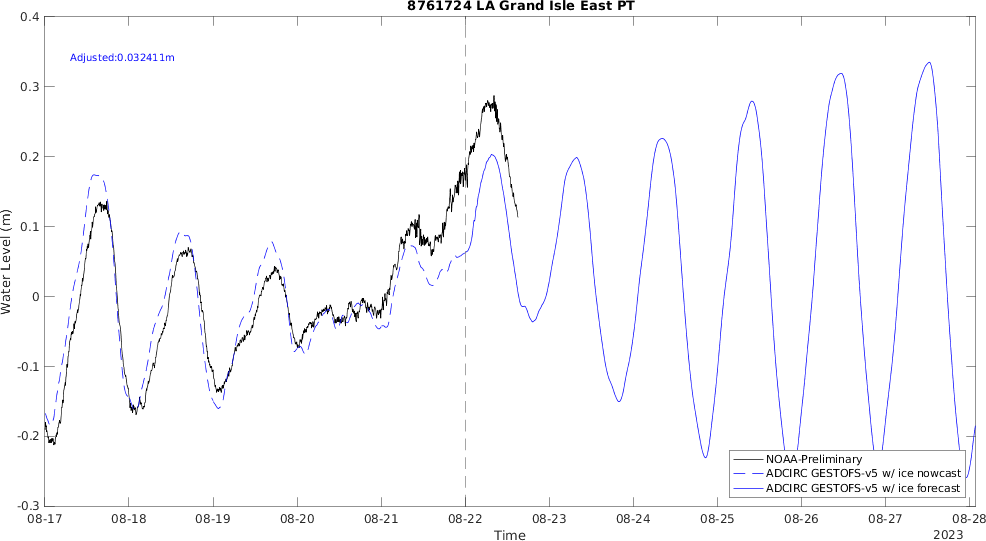 8761724 LA Grand Isle East PT
Adjusted:0.032411m
0.4
0.3
0.2
0.1
0
-0.1
-0.2
-0.3
Water Level (m)
NOAA-Preliminary
ADCIRC GESTOFS-v5 w/ ice nowcast
ADCIRC GESTOFS-v5 w/ ice forecast
08-17 08-18 08-19 08-20 08-21 08-22 08-23 08-24 08-25 08-26 08-27 08-28
Time
2023